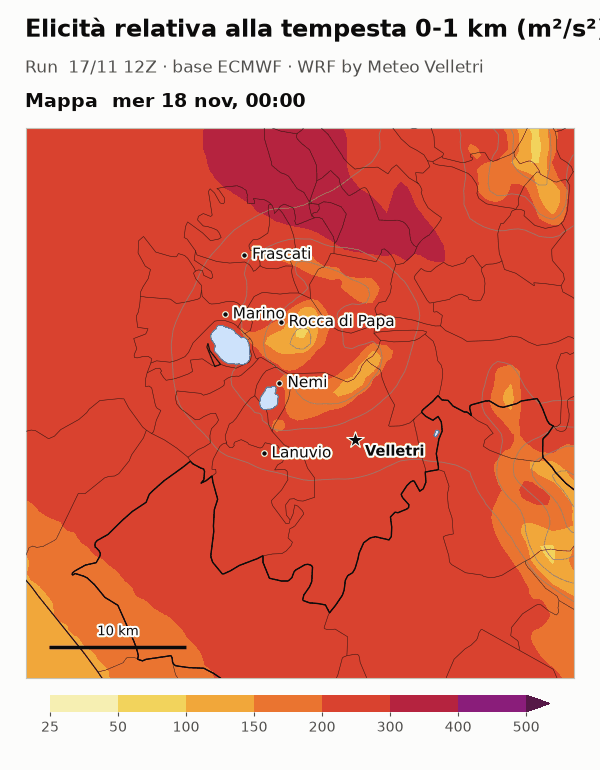 Elicità relativa alla tempesta 0-1 km (m²/s²)
Run 17/11 12Z · base ECMWF · WRF by Meteo Velletri
Mappa mer 18 nov, 00:00
Frascati
Marino
Rocca di Papa
Nemi
Velletri
Lanuvio
10 km
25 50 100 150 200 300 400 500